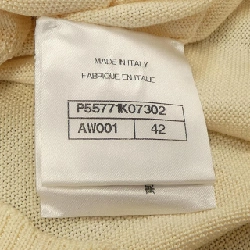 MADE IN ITALY
FABRIQUE EN ITALIE
P55771K07302
AW001 42